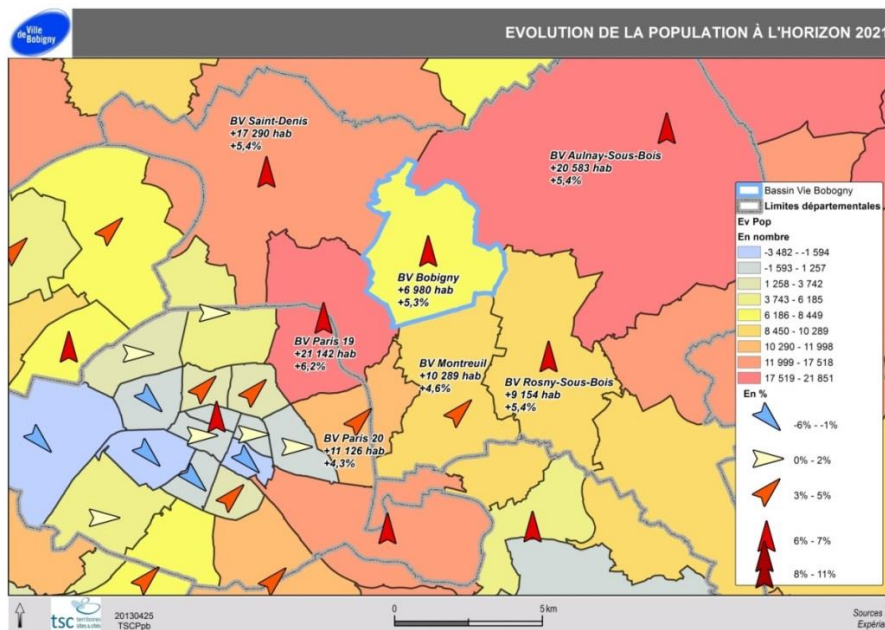 de Ville
Bobigny
EVOLUTION DE LA POPULATION À L'HORIZON 2021
BV Saint-Denis
+17 290 hab
+5,4%
BV Aulnay-Sous-Bois
+20 583 hab
+5,4%
BV Bobigny
+6 980 hab
+5,3%
BV Paris 19
+21 142 hab
+6,2%
BV Montreuil
+10 289 hab
+4,6%
BV Rosny-Sous-Bois
+9 154 hab
+5,4%
BV Paris 20
+11 126 hab
+4,3%
Bassin Vie Bobogny
Limites départementales
Ev Pop
En nombre
-3 482 - -1 594
-1 593 - 1 257
1 258 - 3 742
3 743 - 6 185
6 186 - 8 449
8 450 - 10 289
10 290 - 11 998
11 999 - 17 518
17 519 - 21 851
En %
-6% - -1%
0% - 2%
3% - 5%
6% - 7%
8% - 11%
tsc
territoires
sites & cités
20130425
TSCPpb
0
5km
Sources
Expéria